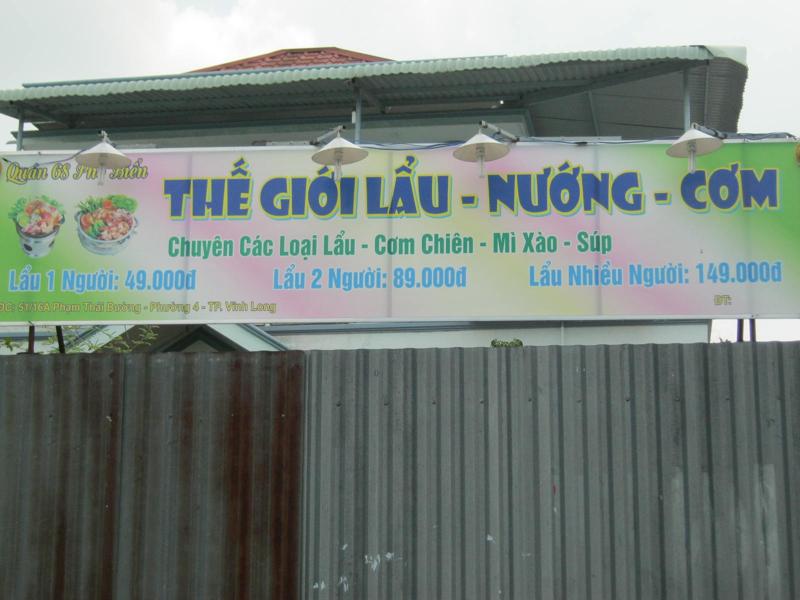 Quán 68 Biển
THẾ GIỚI LẨU - NƯỚNG - CƠM
Chuyên Các Loại Lẩu - Cơm Chiên - Mì Xào - Súp
Lẩu 1 Người: 49.000đ Lẩu 2 Người: 89.000đ Lẩu Nhiều Người: 149.000đ
ĐC: 51/16A Phạm Thái Bường - Phường 4 - TP. Vĩnh Long ĐT: